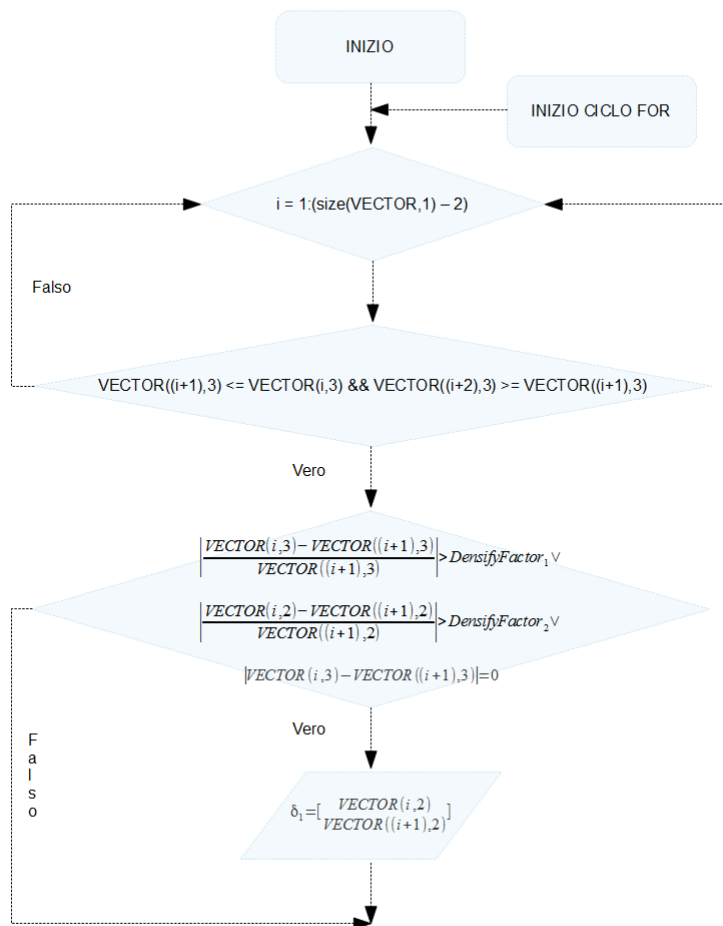 INIZIO
INIZIO CICLO FOR
i = 1:(size(VECTOR,1) – 2)
Falso
VECTOR((i+1),3) <= VECTOR(i,3) && VECTOR((i+2),3) >= VECTOR((i+1),3)
Vero
|VECTOR(i,3)−VECTOR((i+1),3)/VECTOR((i+1),3)|>DensifyFactor₁∨
|VECTOR(i,2)−VECTOR((i+1),2)/VECTOR((i+1),2)|>DensifyFactor₂∨
|VECTOR(i,3)−VECTOR((i+1),3)|=0
Vero
Falso
δ₁=[VECTOR(i,2)
VECTOR((i+1),2)]